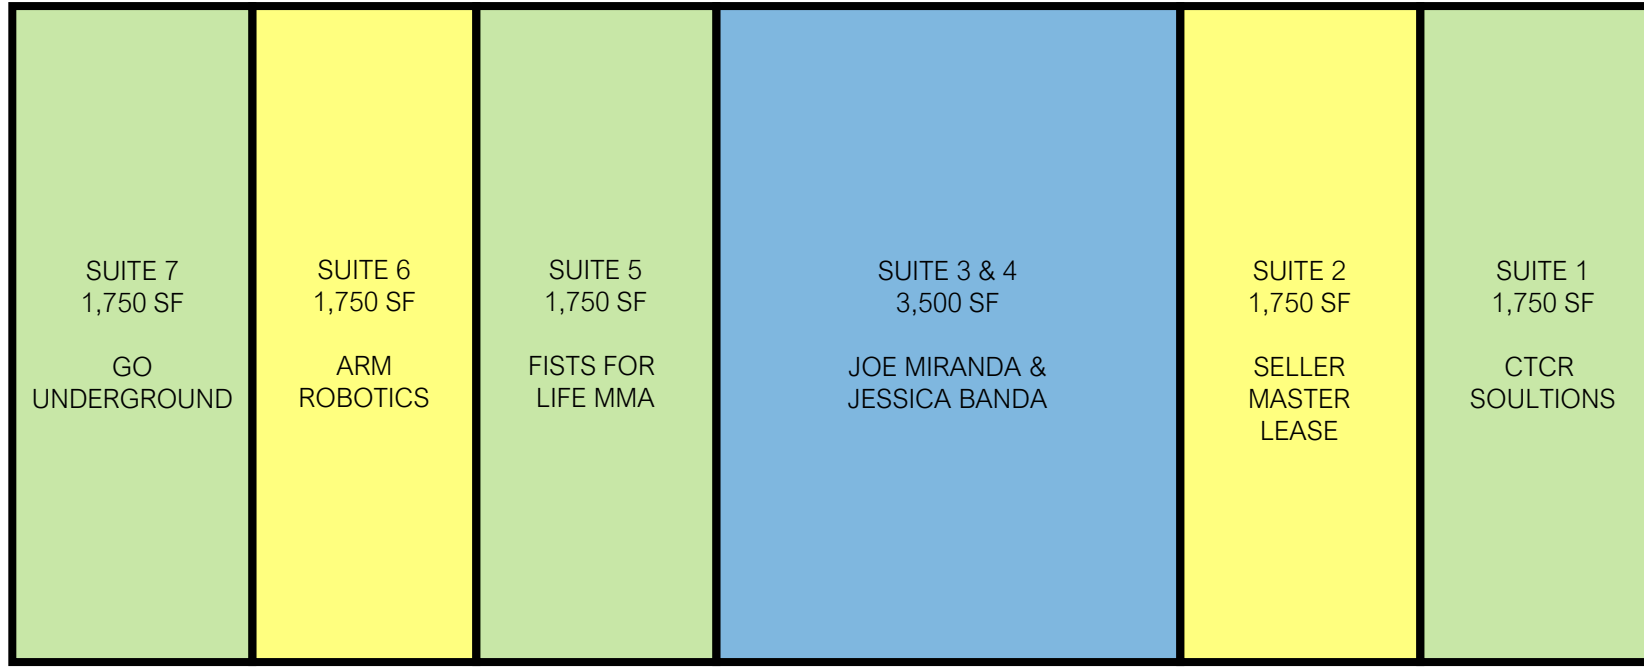 SUITE 7
1,750 SF
GO
UNDERGROUND
SUITE 6
1,750 SF
ARM
ROBOTICS
SUITE 5
1,750 SF
FISTS FOR
LIFE MMA
SUITE 3 & 4
3,500 SF
JOE MIRANDA &
JESSICA BANDA
SUITE 2
1,750 SF
SELLER
MASTER
LEASE
SUITE 1
1,750 SF
CTCR
SOULTIONS